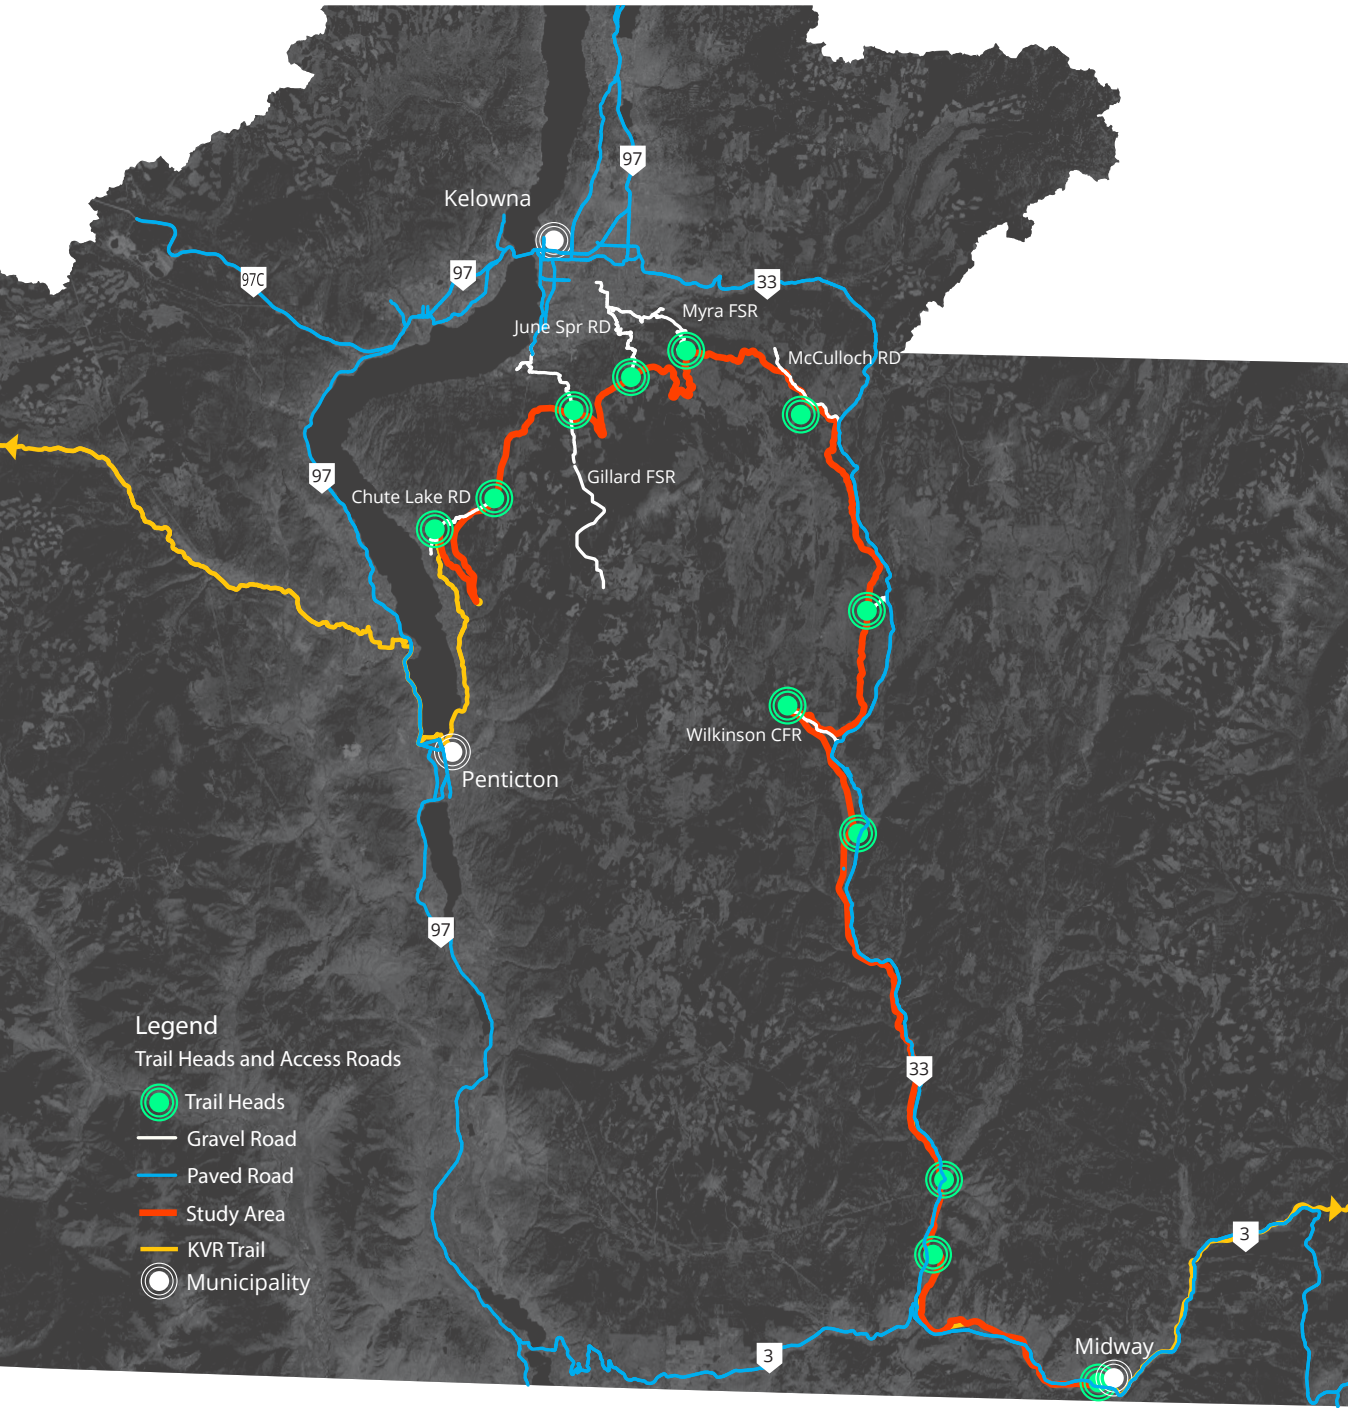 97
Kelowna
97C
97
33
Myra FSR
June Spr RD
McCulloch RD
97
Gillard FSR
Chute Lake RD
Wilkinson CFR
Penticton
97
Legend
Trail Heads and Access Roads
Trail Heads
Gravel Road
Paved Road
Study Area
KVR Trail
Municipality
33
3
Midway
3